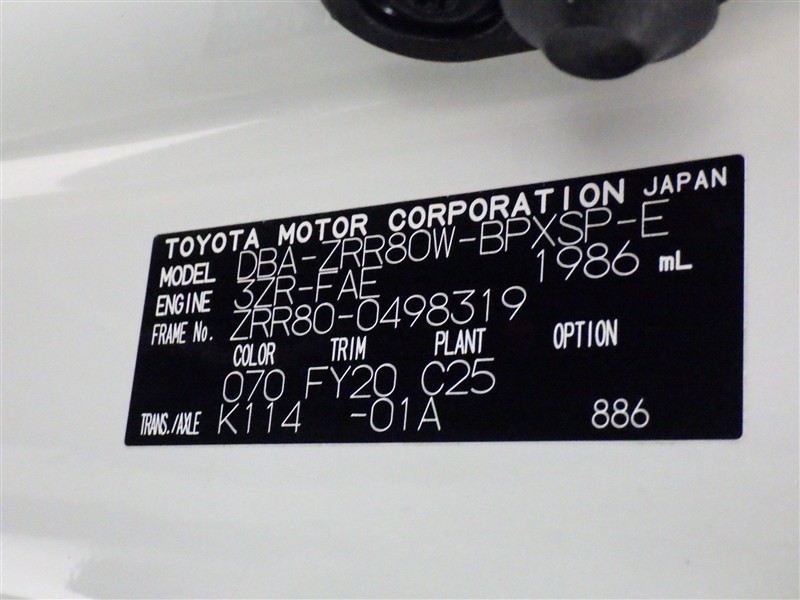 TOYOTA MOTOR CORPORATION JAPAN
MODEL DBA-ZRR80W-BPXSP-E
ENGINE 3ZR-FAE 1986 mL
FRAME No. ZRR80-0498319
COLOR TRIM PLANT OPTION
070 FY20 C25
TRANS./AXLE K114 -01A 886